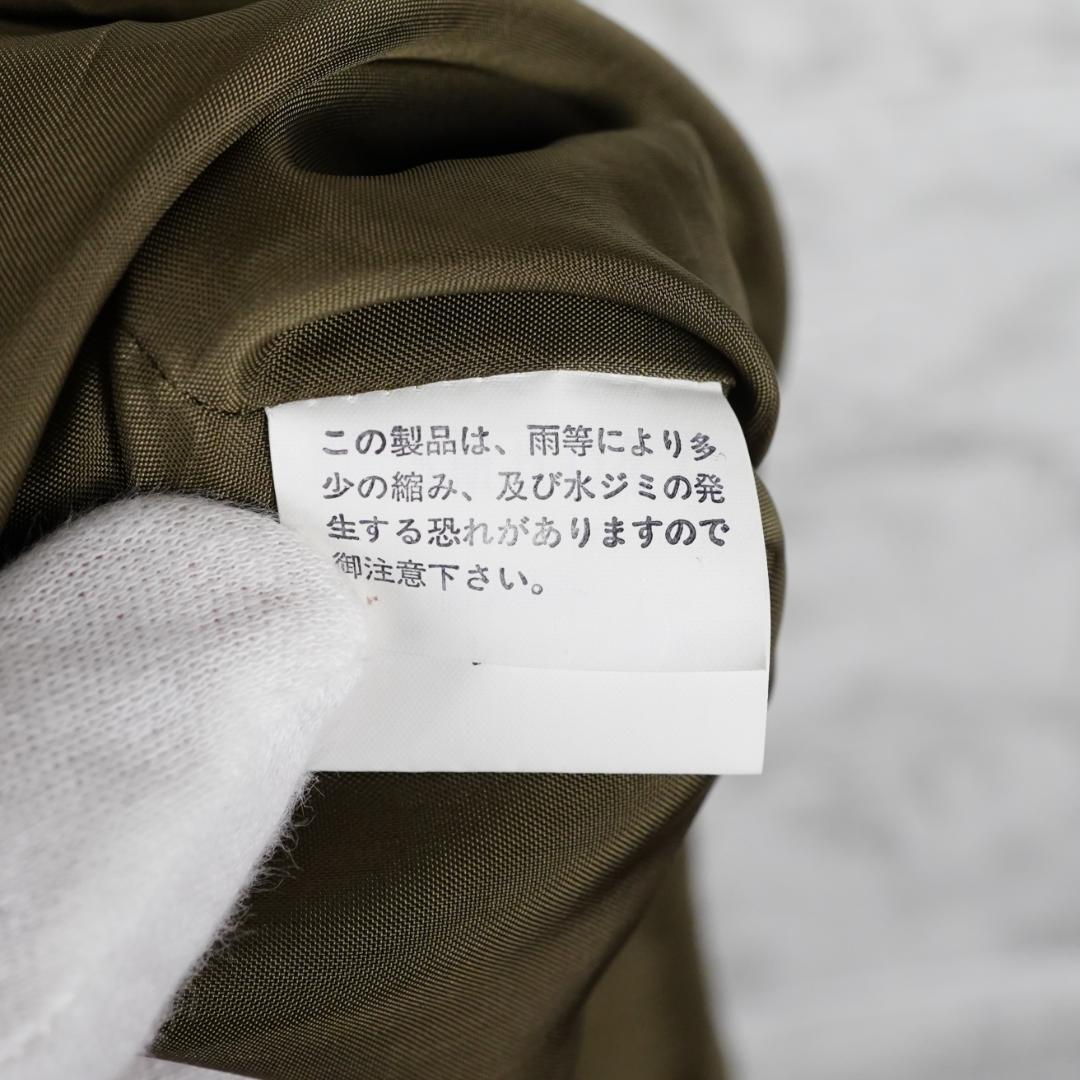 この製品は、雨等により多
少の縮み、及び水ジミの発
生する恐れがありますので
御注意下さい。